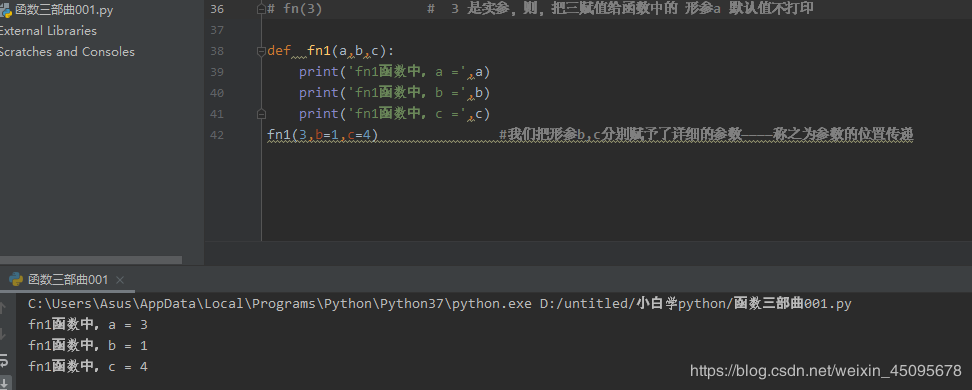 函数三部曲001.py
External Libraries
Scratches and Consoles
36 # fn(3) # 3 是实参, 则, 把三赋值给函数中的 形参a 默认值不打印
37
38 def fn1(a,b,c):
39 print('fn1函数中, a =',a)
40 print('fn1函数中, b =',b)
41 print('fn1函数中, c =',c)
42 fn1(3,b=1,c=4) #我们把形参b,c分别赋予了详细的参数————称之为参数的位置传递
函数三部曲001 ×
C:\Users\Asus\AppData\Local\Programs\Python\Python37\python.exe D:/untitled/小白学python/函数三部曲001.py
fn1函数中, a = 3
fn1函数中, b = 1
fn1函数中, c = 4
https://blog.csdn.net/weixin_45095678